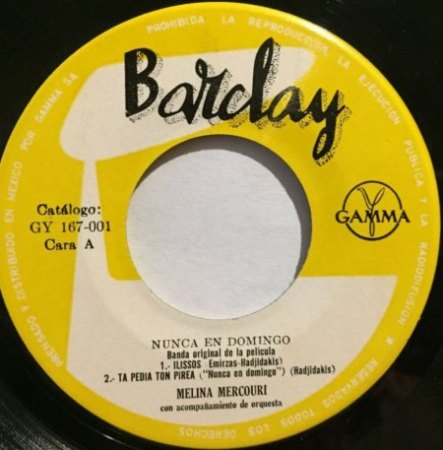 PROHIBIDA LA REPRODUCCION, LA EJECUCION PUBLICA Y LA RADIODIFUSION * RESERVADOS TODOS LOS DERECHOS
PRENSADO Y DISTRIBUIDO EN MEXICO POR GAMMA SA
Barclay
Catálogo:
GY 167-001
Cara A
GAMMA
NUNCA EN DOMINGO
Banda original de la pelicula
1.- ILISSOS (Emirzas-Hadjidakis)
2.- TA PEDIA TON PIREA ("Nunca en domingo") (Hadjidakis)
MELINA MERCOURI
con acompañamiento de orquesta